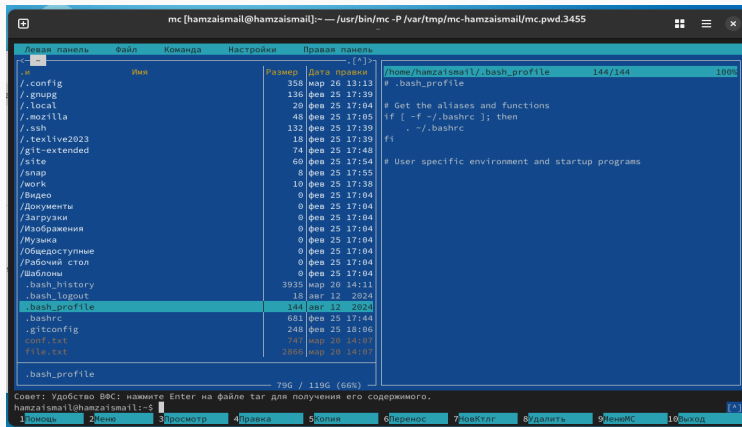 mc [hamzaismail@hamzaismail]:~ — /usr/bin/mc -P /var/tmp/mc-hamzaismail/mc.pwd.3455
Левая панель Файл Команда Настройки Правая панель
<- ~ .[^]>
.и Имя Размер Дата правки
/.config 358 мар 26 13:13
/.gnupg 136 фев 25 17:39
/.local 20 фев 25 17:04
/.mozilla 48 фев 25 17:05
/.ssh 132 фев 25 17:39
/.texlive2023 18 фев 25 17:39
/git-extended 74 фев 25 17:48
/site 60 фев 25 17:54
/snap 8 фев 25 17:55
/work 10 фев 25 17:38
/Видео 0 фев 25 17:04
/Документы 0 фев 25 17:04
/Загрузки 0 фев 25 17:04
/Изображения 0 фев 25 17:04
/Музыка 0 фев 25 17:04
/Общедоступные 0 фев 25 17:04
/Рабочий стол 0 фев 25 17:04
/Шаблоны 0 фев 25 17:04
.bash_history 3935 мар 20 14:11
.bash_logout 18 авг 12 2024
.bash_profile 144 авг 12 2024
.bashrc 681 фев 25 17:44
.gitconfig 248 фев 25 18:06
conf.txt 747 мар 20 14:07
file.txt 2866 мар 20 14:07
.bash_profile
79G / 119G (66%)
/home/hamzaismail/.bash_profile 144/144 100%
# .bash_profile
# Get the aliases and functions
if [ -f ~/.bashrc ]; then
. ~/.bashrc
fi
# User specific environment and startup programs
Совет: Удобство ВФС: нажмите Enter на файле tar для получения его содержимого.
hamzaismail@hamzaismail:~$ [^]
1Помощь 2Меню 3Просмотр 4Правка 5Копия 6Перенос 7НовКтлг 8Удалить 9МенюMC 10Выход